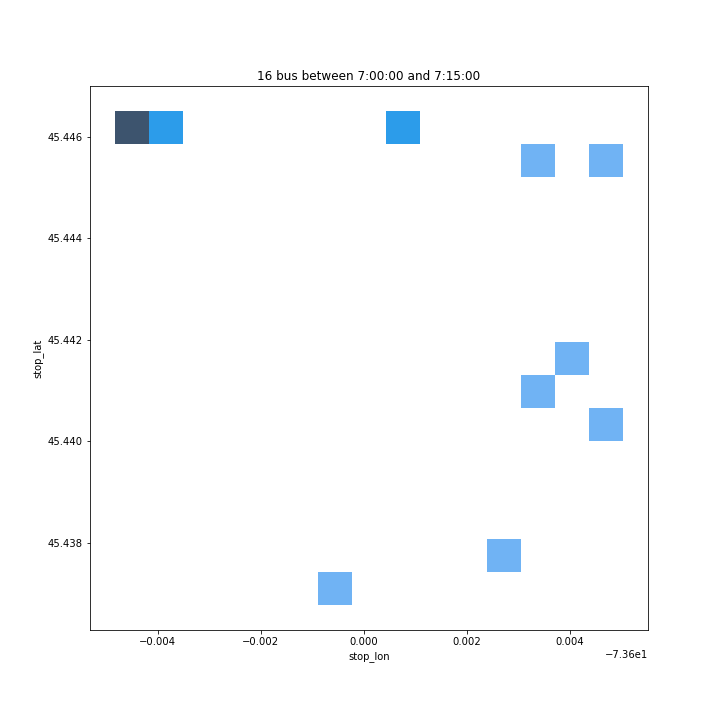 16 bus between 7:00:00 and 7:15:00
45.446
45.444
45.442
45.440
45.438
stop_lat
−0.004 −0.002 0.000 0.002 0.004
stop_lon
−7.36e1